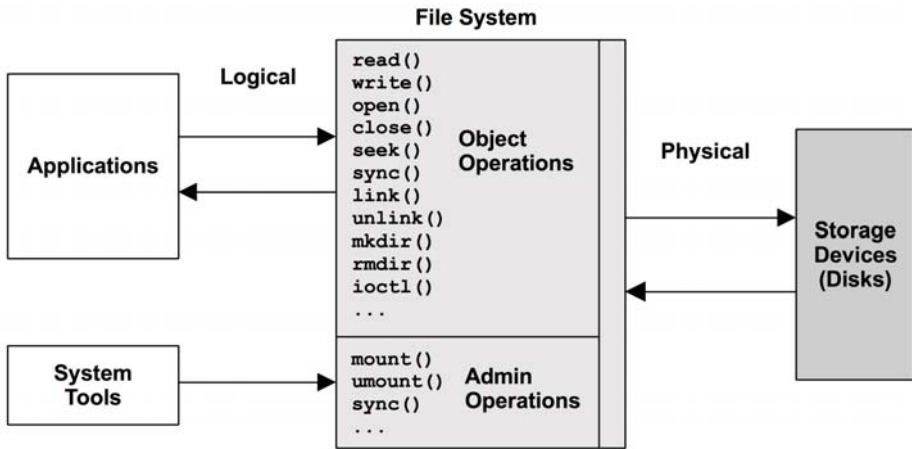 File System
Logical
Applications
read()
write()
open()
close()
seek()
sync()
link()
unlink()
mkdir()
rmdir()
ioctl()
...
Object
Operations
Physical
Storage
Devices
(Disks)
System
Tools
mount()
umount()
sync()
...
Admin
Operations